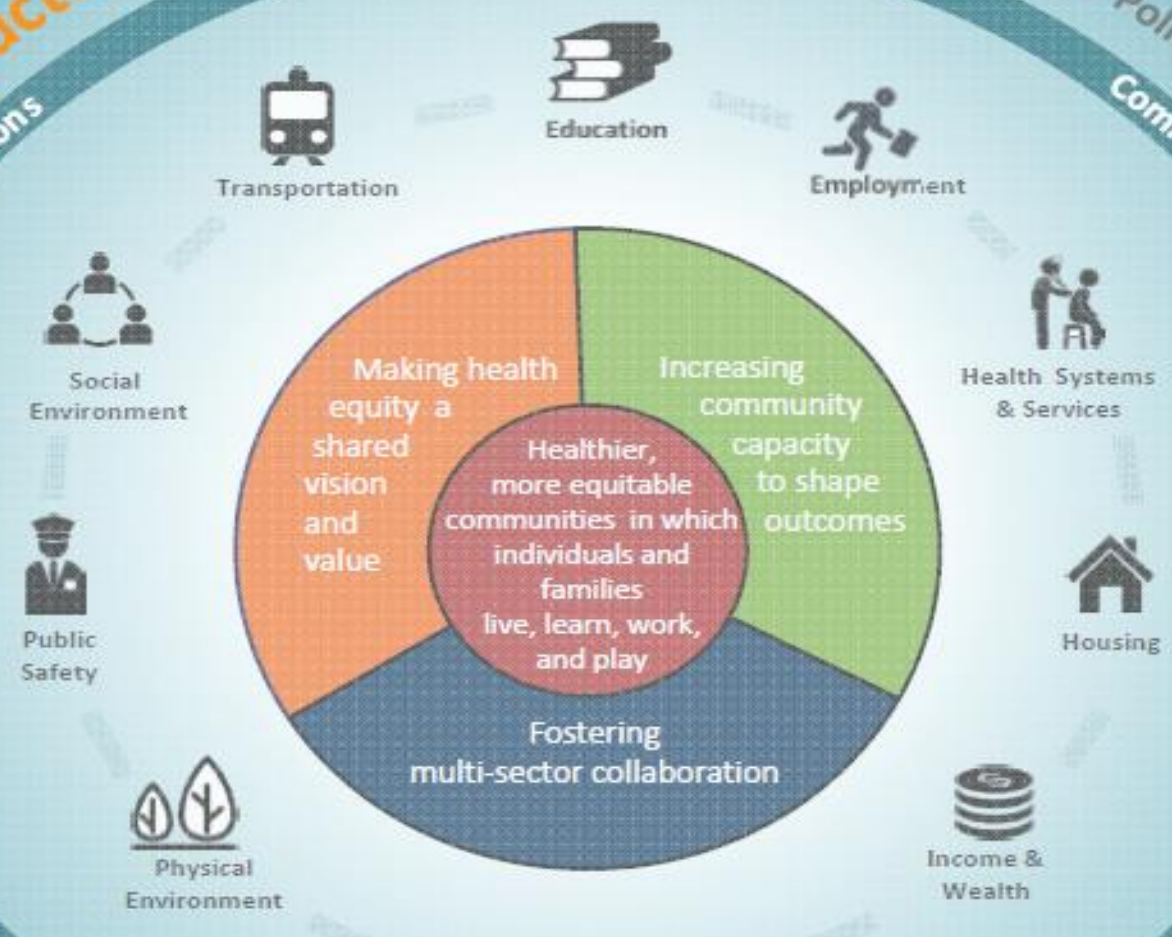 Education
Transportation
Employment
Social
Environment
Health Systems
& Services
Making health
equity a
shared
vision
and
value
Increasing
community
capacity
to shape
outcomes
Healthier,
more equitable
communities in which
individuals and
families
live, learn, work,
and play
Public
Safety
Housing
Fostering
multi-sector collaboration
Physical
Environment
Income &
Wealth